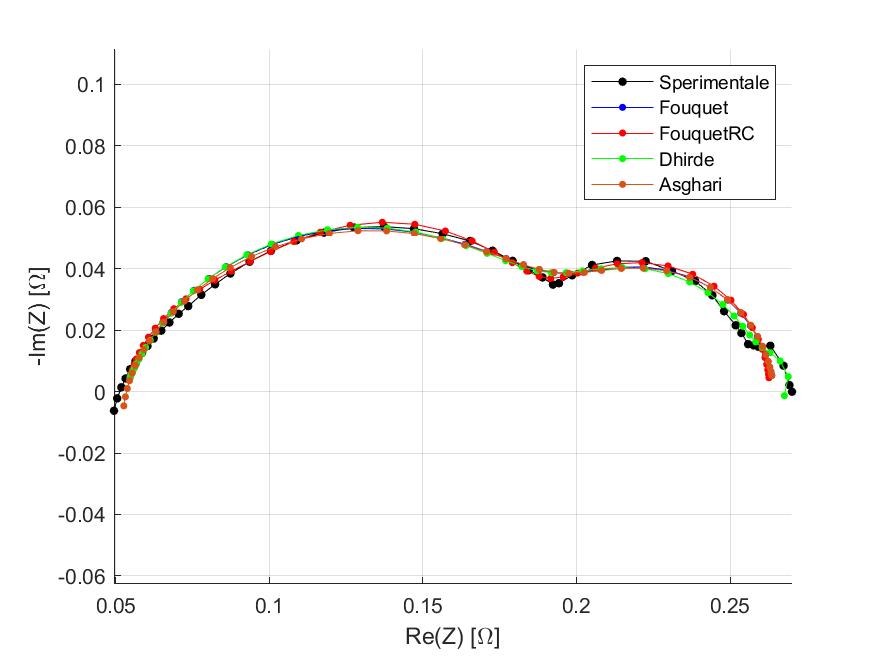 Sperimentale
Fouquet
FouquetRC
Dhirde
Asghari
0.1
0.08
0.06
0.04
0.02
0
-0.02
-0.04
-0.06
-Im(Z) [Ω]
0.05 0.1 0.15 0.2 0.25
Re(Z) [Ω]